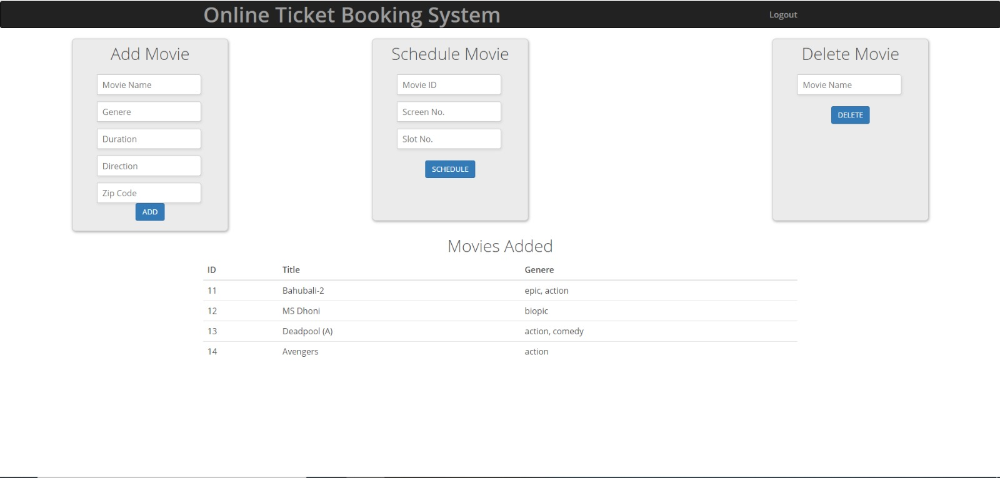 Online Ticket Booking System
Logout
Add Movie
Movie Name
Genere
Duration
Direction
Zip Code
ADD
Schedule Movie
Movie ID
Screen No.
Slot No.
SCHEDULE
Delete Movie
Movie Name
DELETE
Movies Added
ID Title Genere
11 Bahubali-2 epic, action
12 MS Dhoni biopic
13 Deadpool (A) action, comedy
14 Avengers action